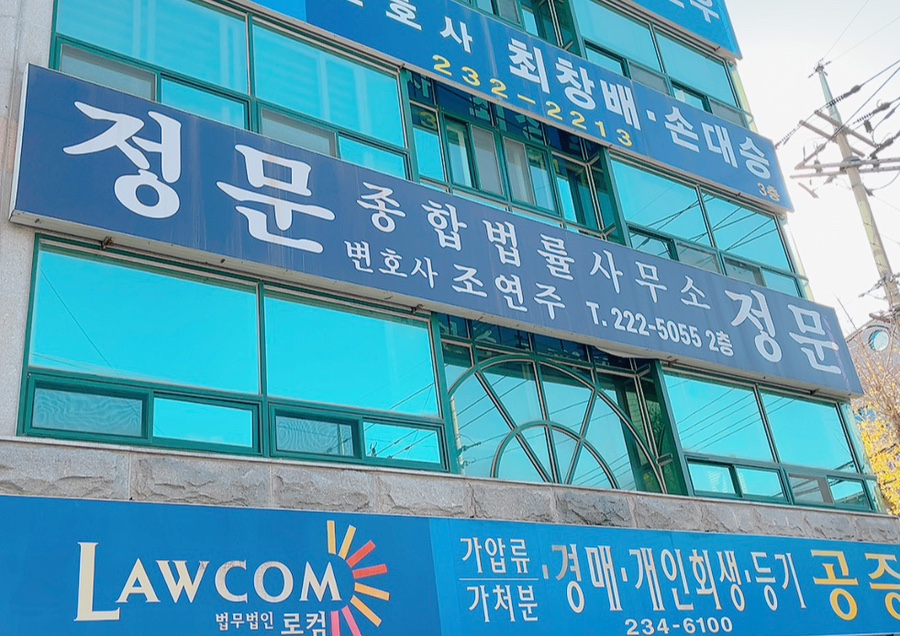 변호사 최창배·손대승
232-2213
3층
정문 종합법률사무소 정문
변호사 조연주 T. 222-5055 2층
LAWCOM
법무법인 로컴
가압류
가처분
·경매·개인회생·등기 공증
234-6100